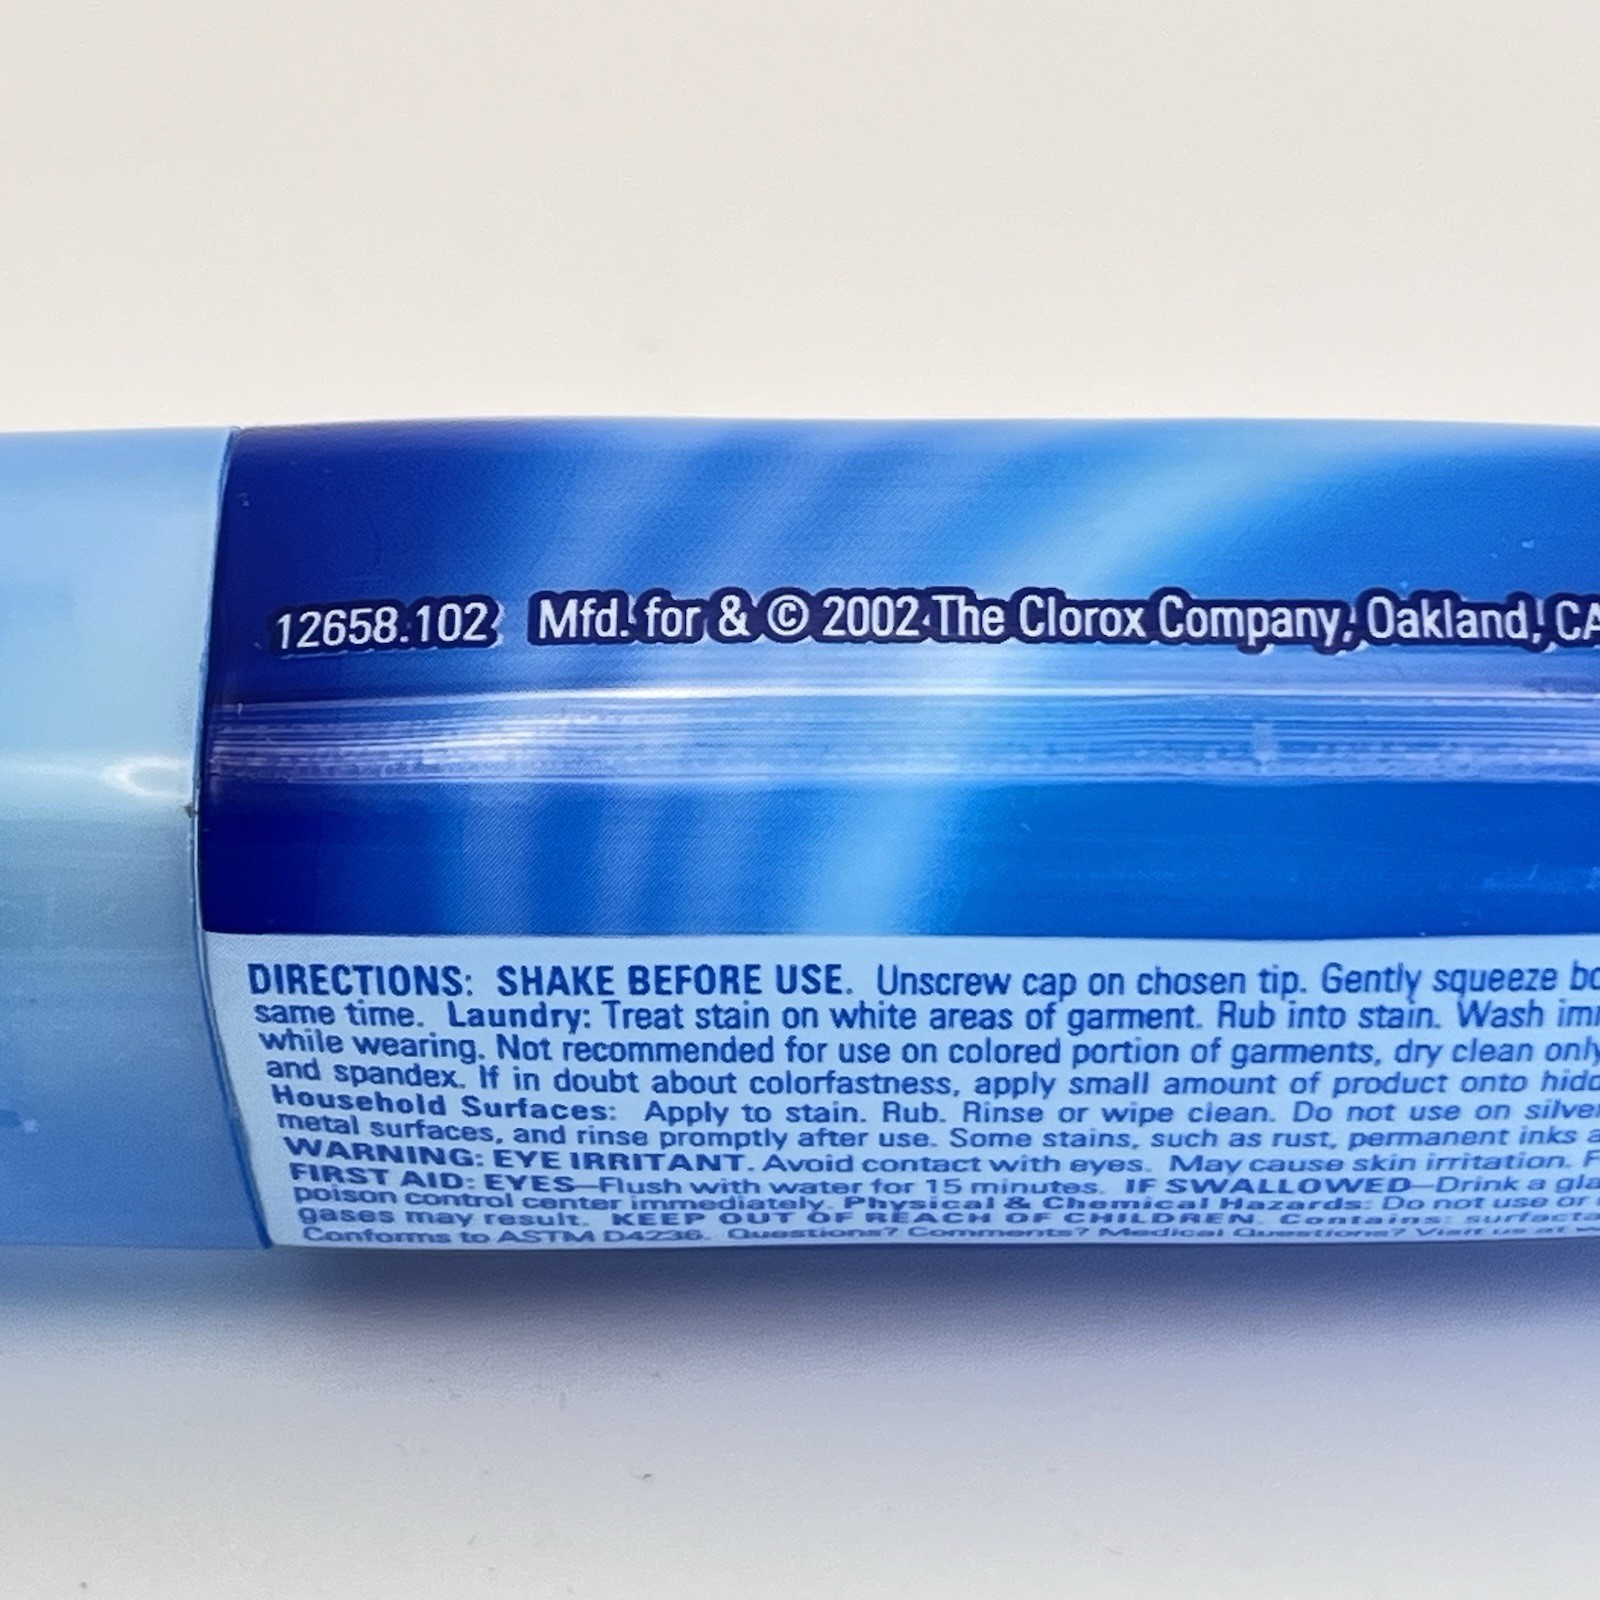 12658.102 Mfd. for & © 2002 The Clorox Company, Oakland, CA
DIRECTIONS: SHAKE BEFORE USE. Unscrew cap on chosen tip. Gently squeeze
same time. Laundry: Treat stain on white areas of garment. Rub into stain. Wash
while wearing. Not recommended for use on colored portion of garments, dry clean only
and spandex. If in doubt about colorfastness, apply small amount of product onto
Household Surfaces: Apply to stain. Rub. Rinse or wipe clean. Do not use on silver
metal surfaces, and rinse promptly after use. Some stains, such as rust, permanent inks
WARNING: EYE IRRITANT. Avoid contact with eyes. May cause skin irritation.
FIRST AID: EYES—Flush with water for 15 minutes. IF SWALLOWED—Drink a
poison control center immediately. Physical & Chemical Hazards: Do not use or
gases may result. KEEP OUT OF REACH OF CHILDREN. Contains:
Conforms to ASTM D4236. Questions? Comments? Medical Questions? Visit us at